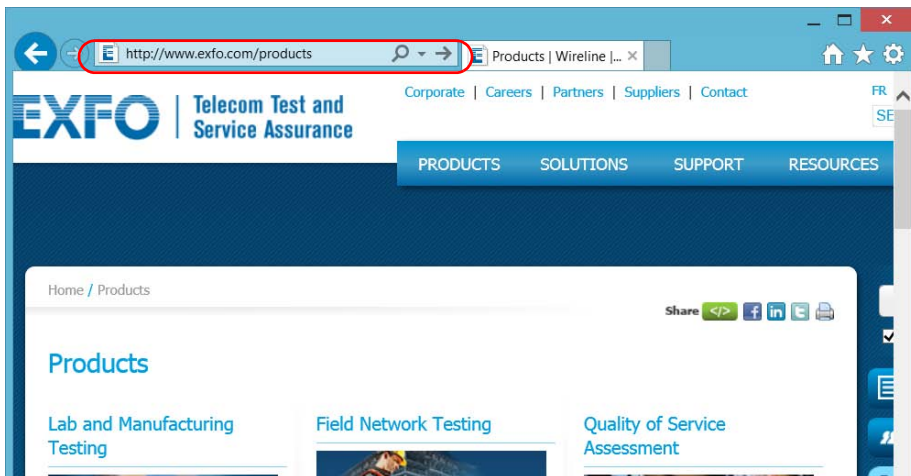 http://www.exfo.com/products
Products | Wireline |...
EXFO
Telecom Test and
Service Assurance
Corporate | Careers | Partners | Suppliers | Contact
FR
SE
PRODUCTS SOLUTIONS SUPPORT RESOURCES
Home / Products
Share
Products
Lab and Manufacturing
Testing
Field Network Testing
Quality of Service
Assessment